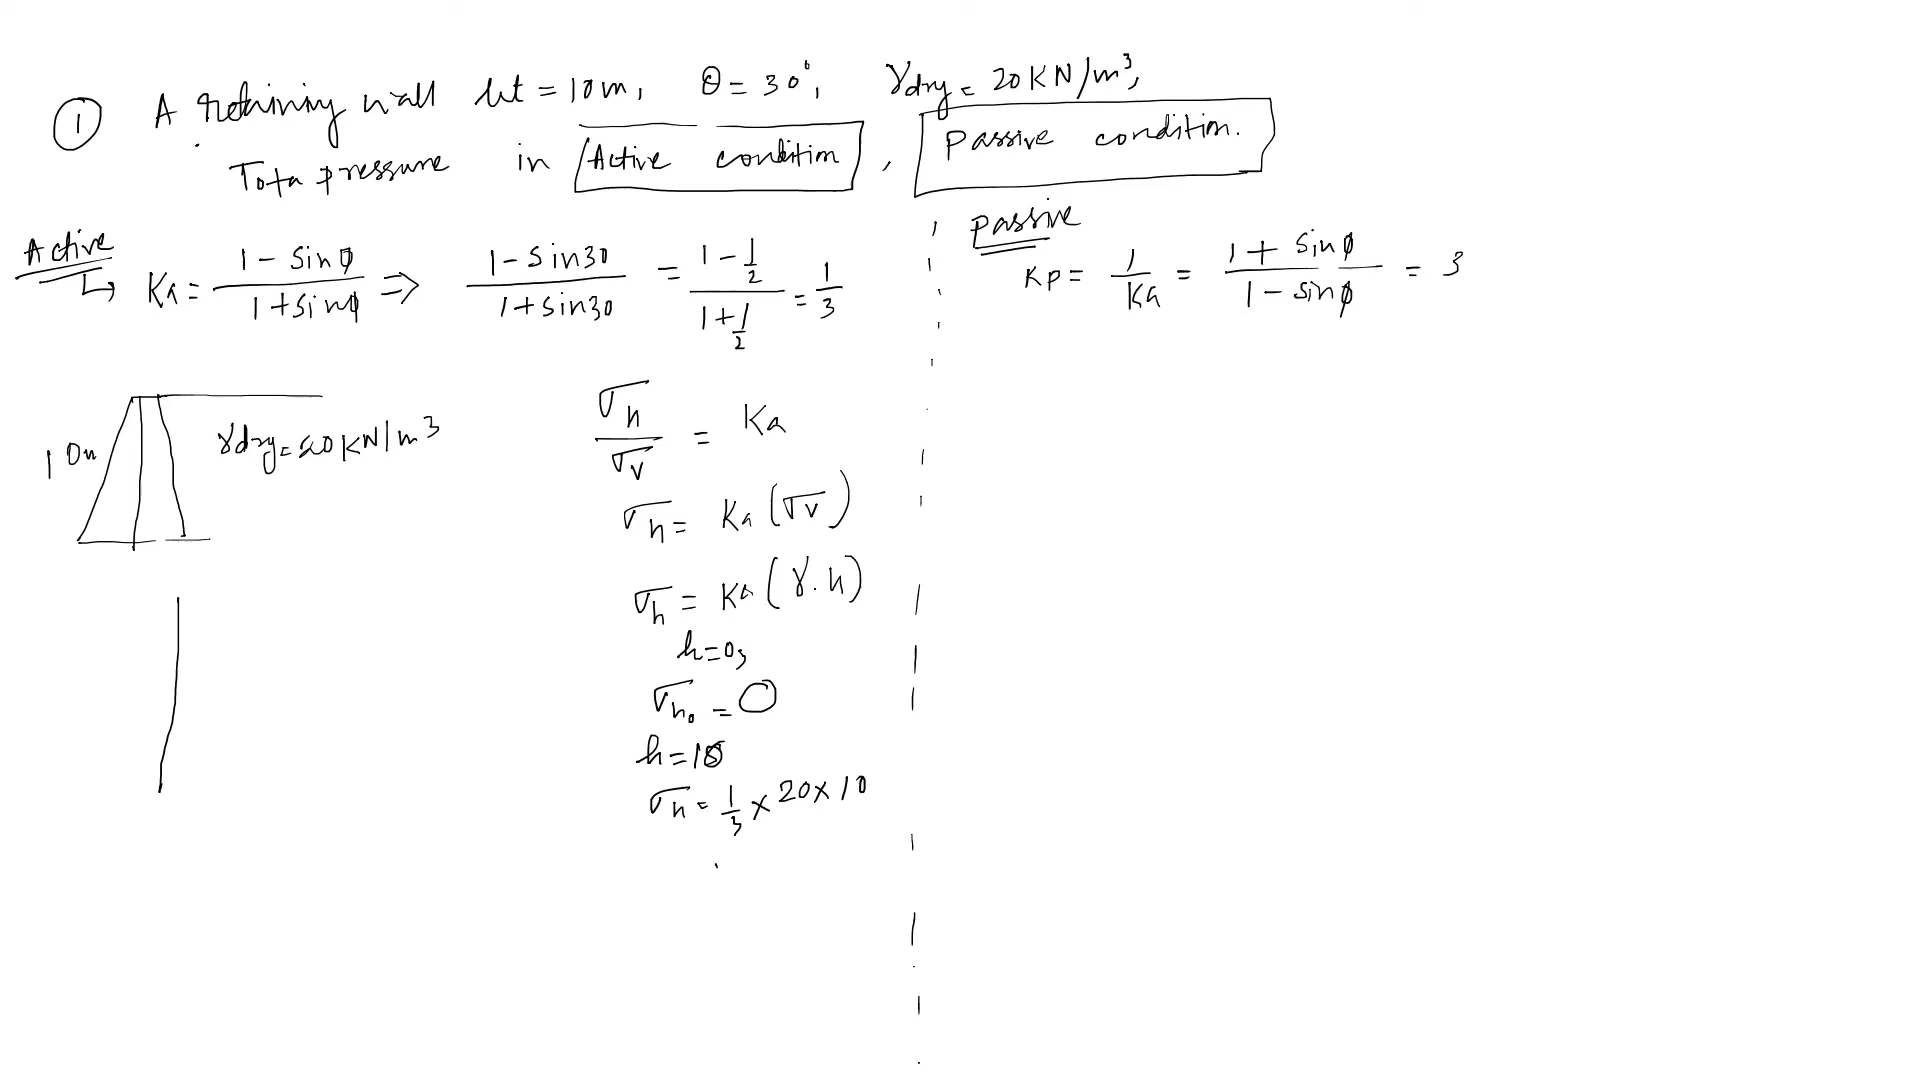 ① A retaining wall ht = 10m, θ = 30°, γdry = 20 KN/m³,
Tota pressure in Active condition, Passive condition.
Active
Ka = (1 - sinφ)/(1 + sinφ) ⇒ (1 - sin30)/(1 + sin30) = (1 - 1/2)/(1 + 1/2) = 1/3
10m
γdry = 20 KN/m³
σh/σv = Ka
σh = Ka (σv)
σh = Ka (γ.h)
h=0,
σh₀ = 0
h=10
σh = 1/3 × 20 × 10
Passive
Kp = 1/Ka = (1 + sinφ)/(1 - sinφ) = 3